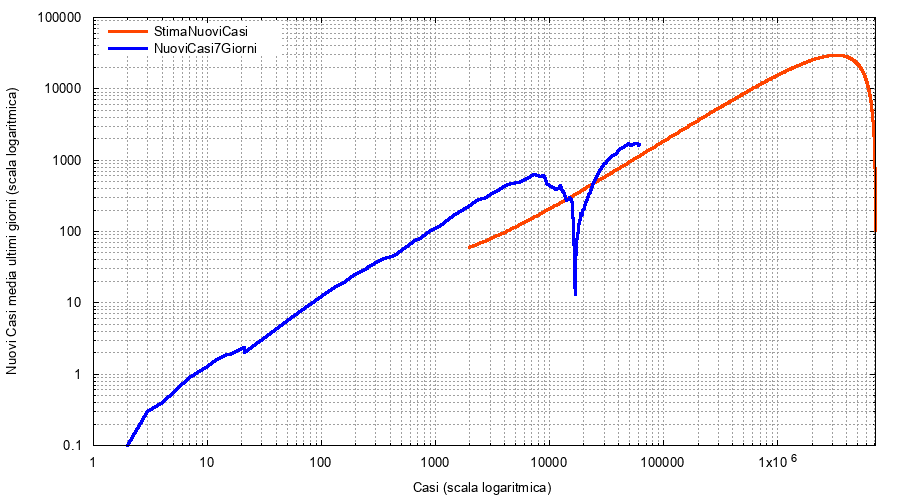 100000
10000
1000
100
10
1
0.1
StimaNuoviCasi
NuoviCasi7Giorni
Nuovi Casi media ultimi giorni (scala logaritmica)
1 10 100 1000 10000 100000 1x10 6
Casi (scala logaritmica)